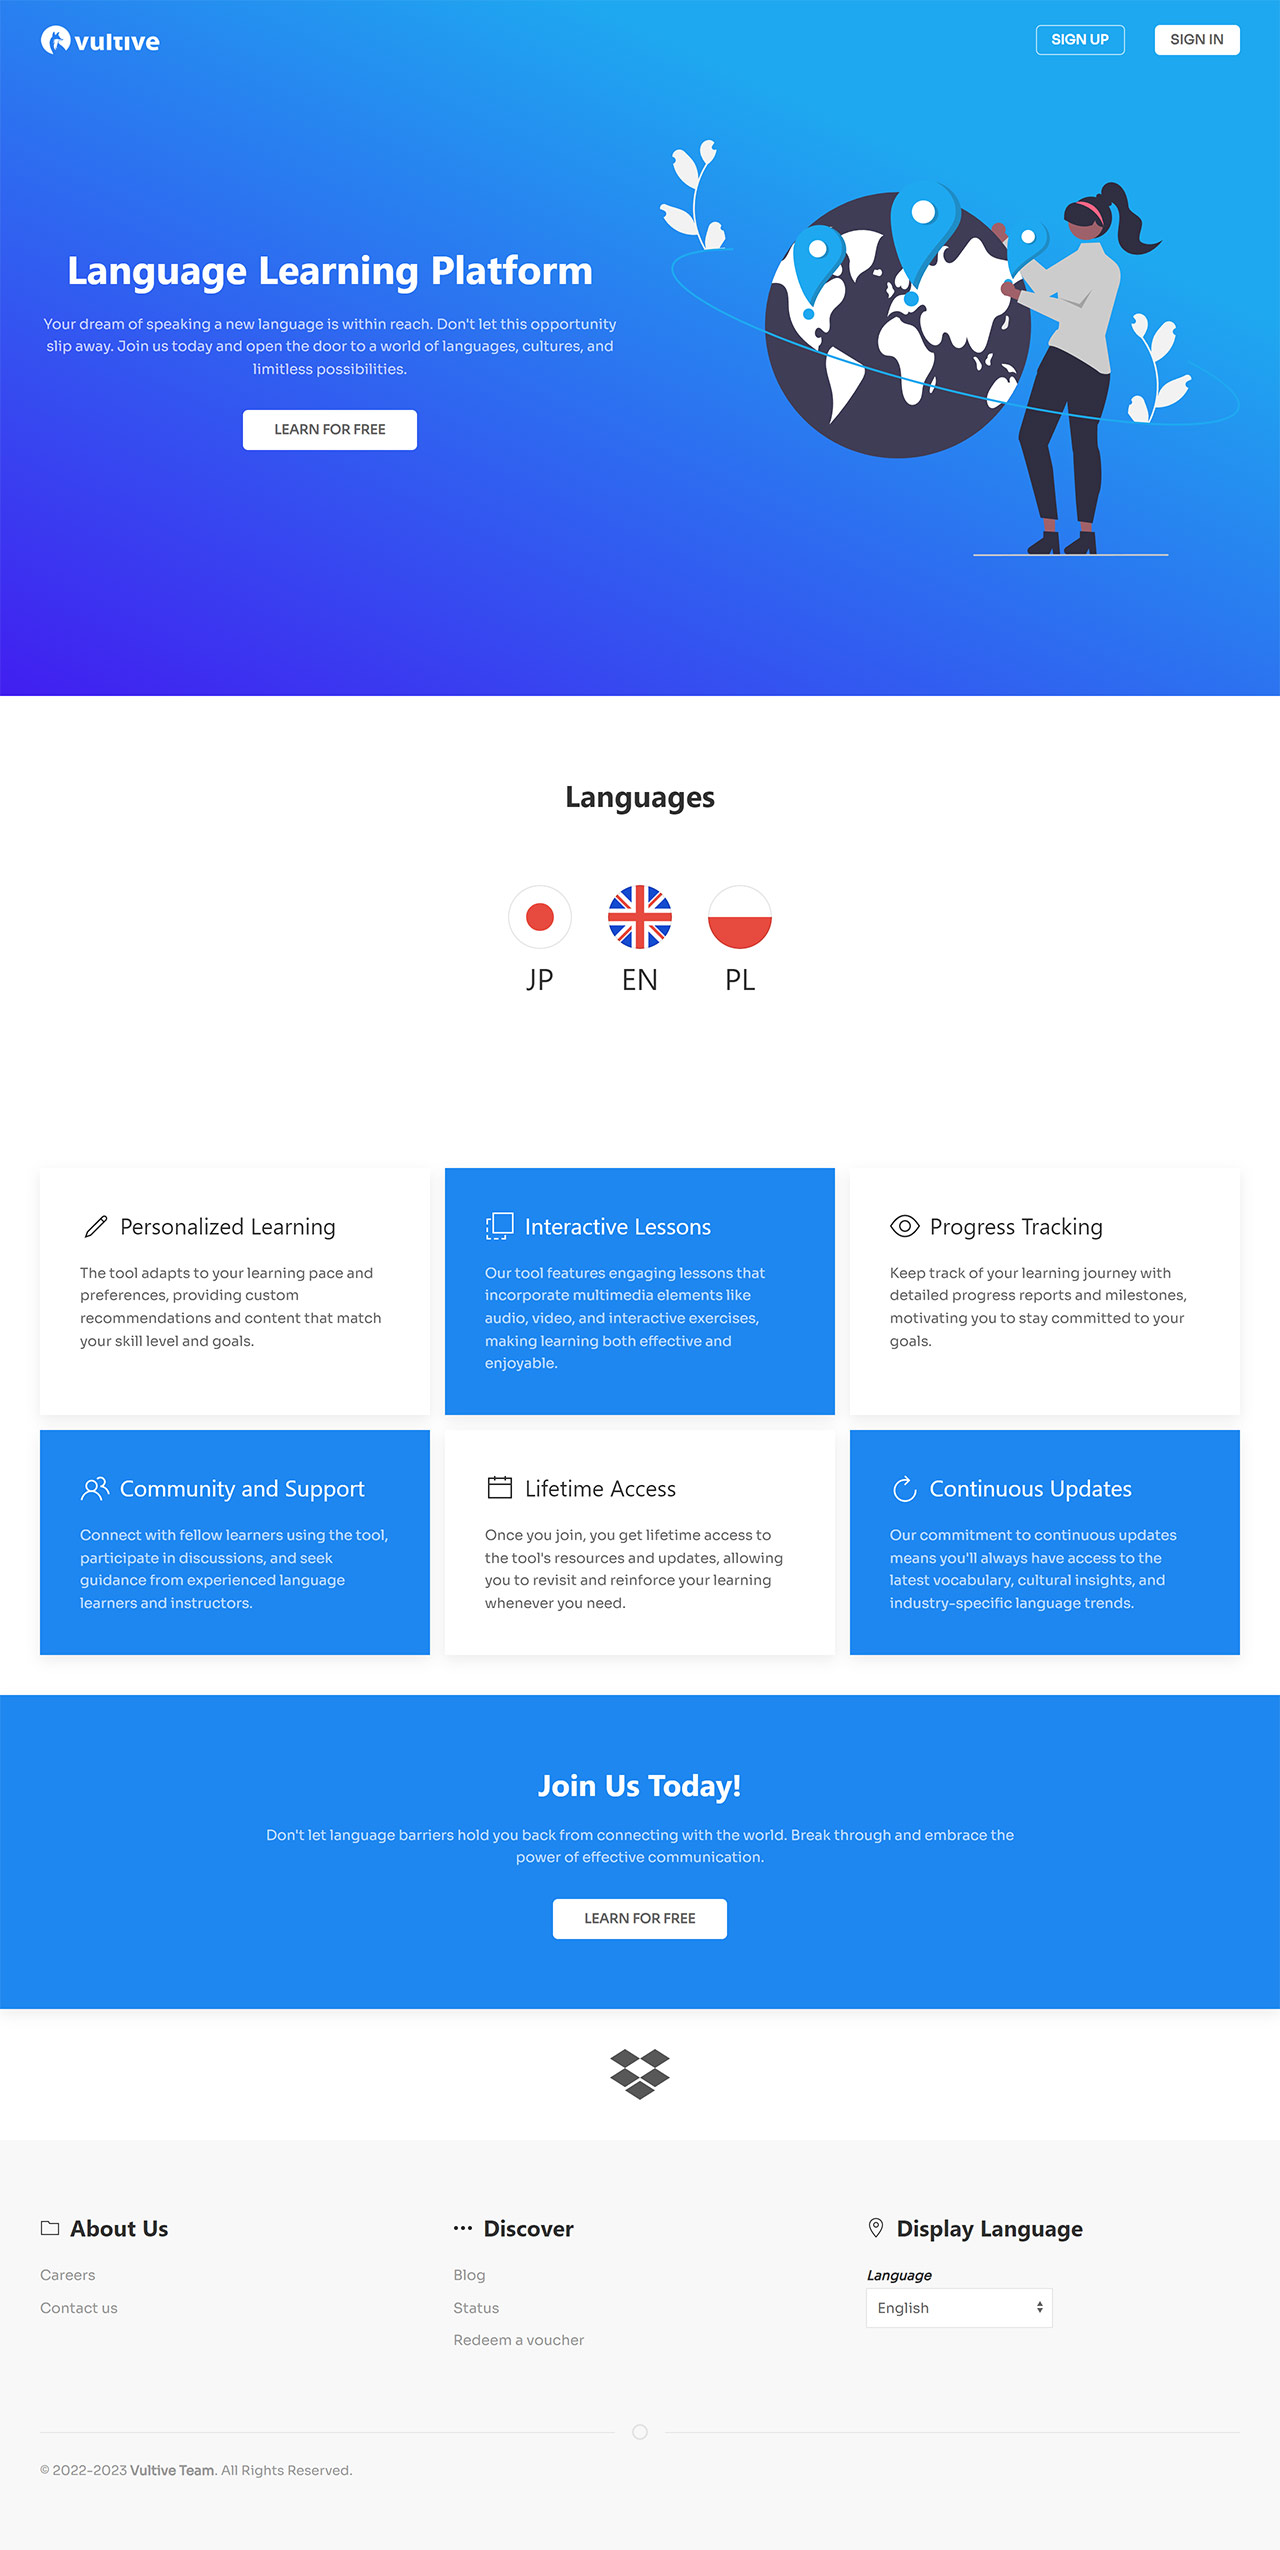 vultive
SIGN UP
SIGN IN
Language Learning Platform
Your dream of speaking a new language is within reach. Don't let this opportunity
slip away. Join us today and open the door to a world of languages, cultures, and
limitless possibilities.
LEARN FOR FREE
Languages
JP
EN
PL
Personalized Learning
The tool adapts to your learning pace and
preferences, providing custom
recommendations and content that match
your skill level and goals.
Interactive Lessons
Our tool features engaging lessons that
incorporate multimedia elements like
audio, video, and interactive exercises,
making learning both effective and
enjoyable.
Progress Tracking
Keep track of your learning journey with
detailed progress reports and milestones,
motivating you to stay committed to your
goals.
Community and Support
Connect with fellow learners using the tool,
participate in discussions, and seek
guidance from experienced language
learners and instructors.
Lifetime Access
Once you join, you get lifetime access to
the tool's resources and updates, allowing
you to revisit and reinforce your learning
whenever you need.
Continuous Updates
Our commitment to continuous updates
means you'll always have access to the
latest vocabulary, cultural insights, and
industry-specific language trends.
Join Us Today!
Don't let language barriers hold you back from connecting with the world. Break through and embrace the
power of effective communication.
LEARN FOR FREE
About Us
Careers
Contact us
Discover
Blog
Status
Redeem a voucher
Display Language
Language
English
© 2022-2023 Vultive Team. All Rights Reserved.